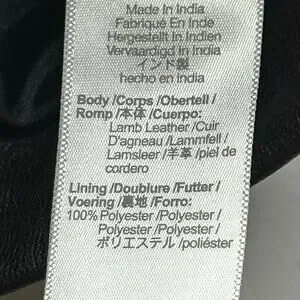 Made In India
Fabriqué En Inde
Hergestellt In Indien
Vervaardigd In India
インド製
hecho en india
Body /Corps /Obertell /
Romp /本体 /Cuerpo:
Lamb Leather /Cuir
D'agneau /Lammfell /
Lamsleer /羊革 /piel de
cordero
Lining /Doublure /Futter /
Voering /裏地 /Forro:
100% Polyester /Polyester /
Polyester /Polyester /
ポリエステル /poliéster